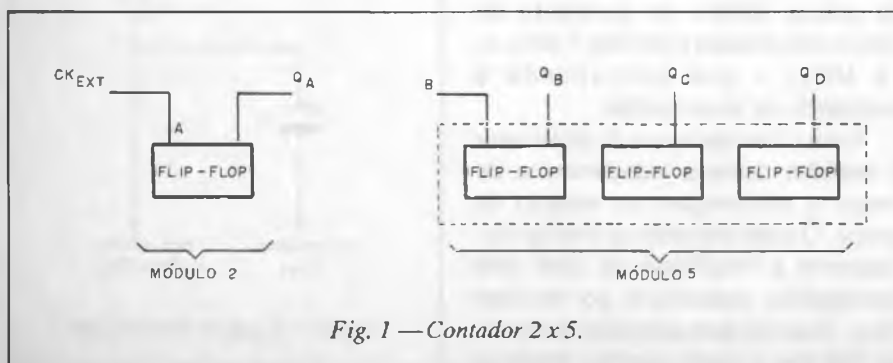 CK EXT
Q A
B
Q B
Q C
Q D
A
FLIP-FLOP
FLIP-FLOP
FLIP-FLOP
FLIP-FLOP
MÓDULO 2
MÓDULO 5
Fig. 1 — Contador 2 x 5.